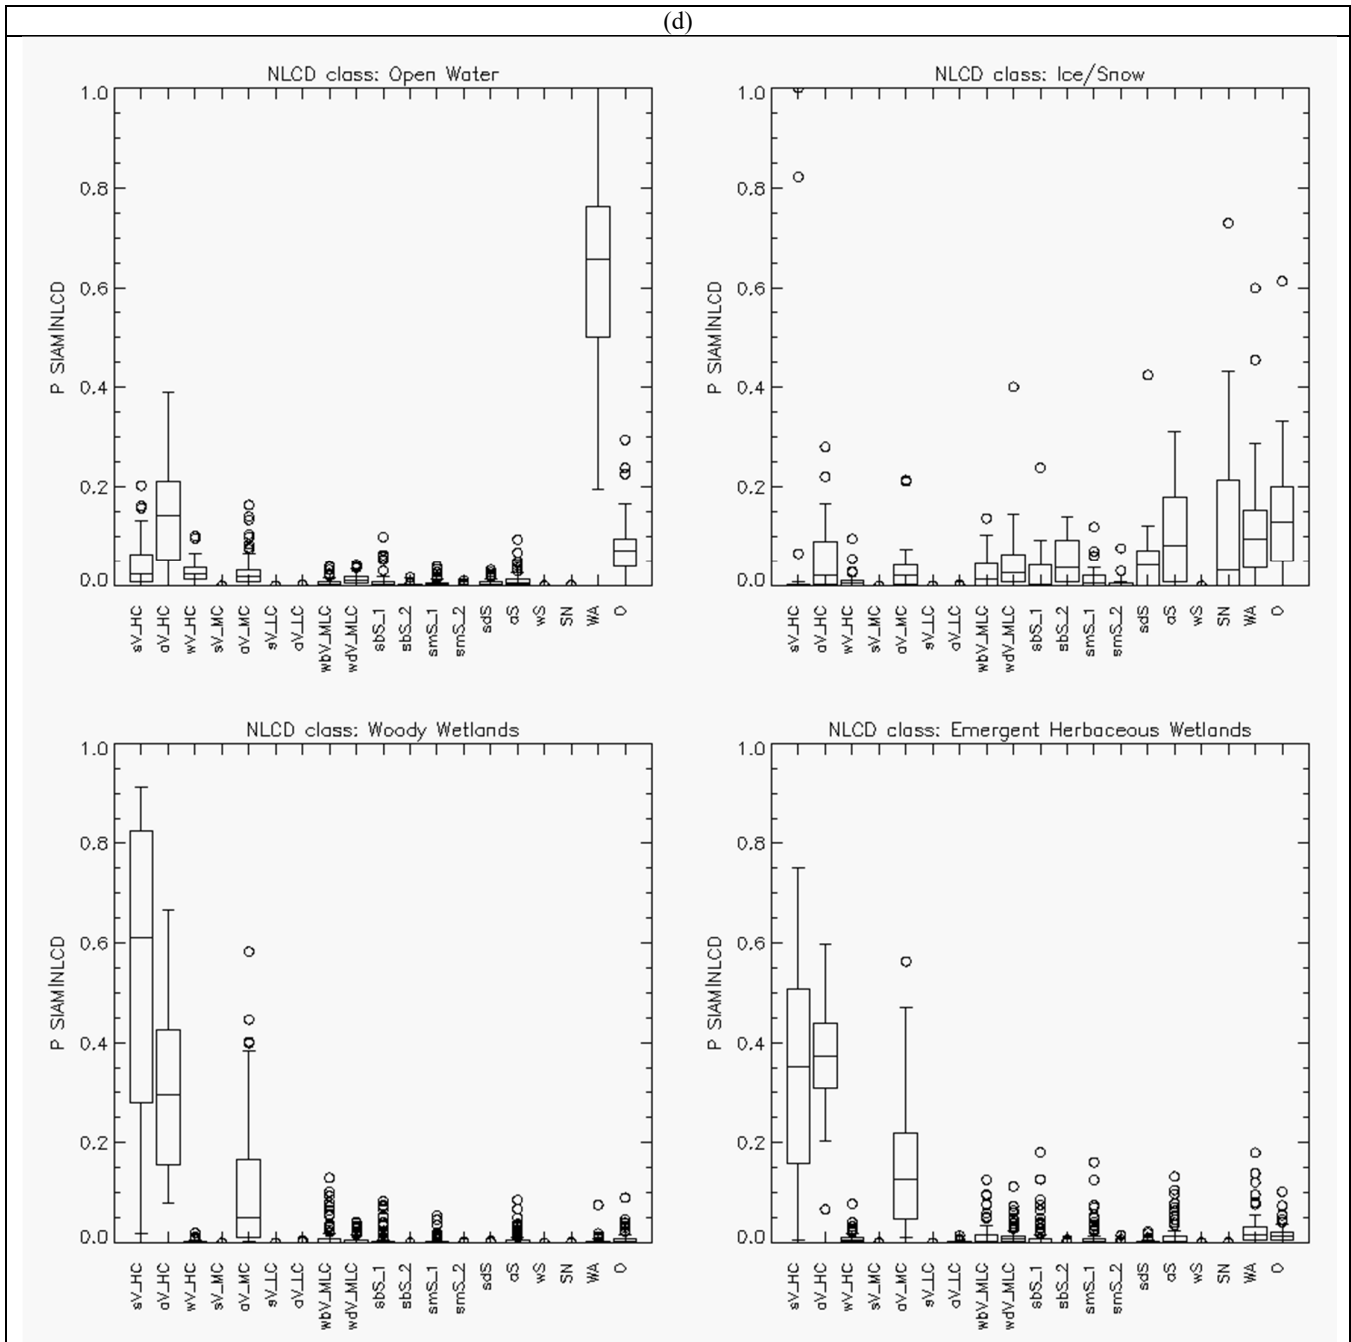 (d)
NLCD class: Open Water
NLCD class: Ice/Snow
1.0
0.8
0.6
0.4
0.2
0.0
P SIAM|NLCD
sV_HC
aV_HC
wV_HC
sV_MC
aV_MC
sV_LC
aV_LC
wbV_MLC
wdV_MLC
sbS_1
sbS_2
smS_1
smS_2
sdS
aS
wS
SN
WA
O
1.0
0.8
0.6
0.4
0.2
0.0
P SIAM|NLCD
sV_HC
aV_HC
wV_HC
sV_MC
aV_MC
sV_LC
aV_LC
wbV_MLC
wdV_MLC
sbS_1
sbS_2
smS_1
smS_2
sdS
aS
wS
SN
WA
O
NLCD class: Woody Wetlands
NLCD class: Emergent Herbaceous Wetlands
1.0
0.8
0.6
0.4
0.2
0.0
P SIAM|NLCD
sV_HC
aV_HC
wV_HC
sV_MC
aV_MC
sV_LC
aV_LC
wbV_MLC
wdV_MLC
sbS_1
sbS_2
smS_1
smS_2
sdS
aS
wS
SN
WA
O
1.0
0.8
0.6
0.4
0.2
0.0
P SIAM|NLCD
sV_HC
aV_HC
wV_HC
sV_MC
aV_MC
sV_LC
aV_LC
wbV_MLC
wdV_MLC
sbS_1
sbS_2
smS_1
smS_2
sdS
aS
wS
SN
WA
O